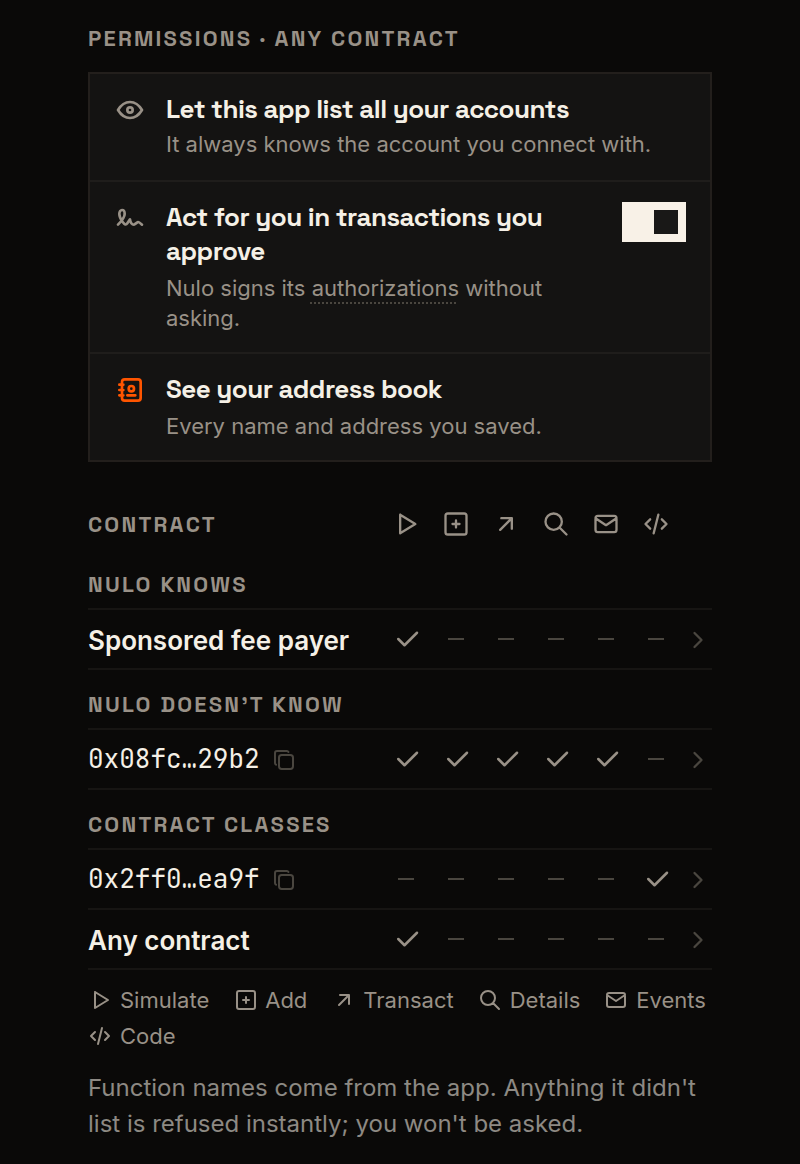 PERMISSIONS · ANY CONTRACT
Let this app list all your accounts
It always knows the account you connect with.
Act for you in transactions you
approve
Nulo signs its authorizations without
asking.
See your address book
Every name and address you saved.
CONTRACT
NULO KNOWS
Sponsored fee payer
NULO DOESN’T KNOW
0x08fc…29b2
CONTRACT CLASSES
0x2ff0…ea9f
Any contract
Simulate Add Transact Details Events
Code
Function names come from the app. Anything it didn't
list is refused instantly; you won't be asked.